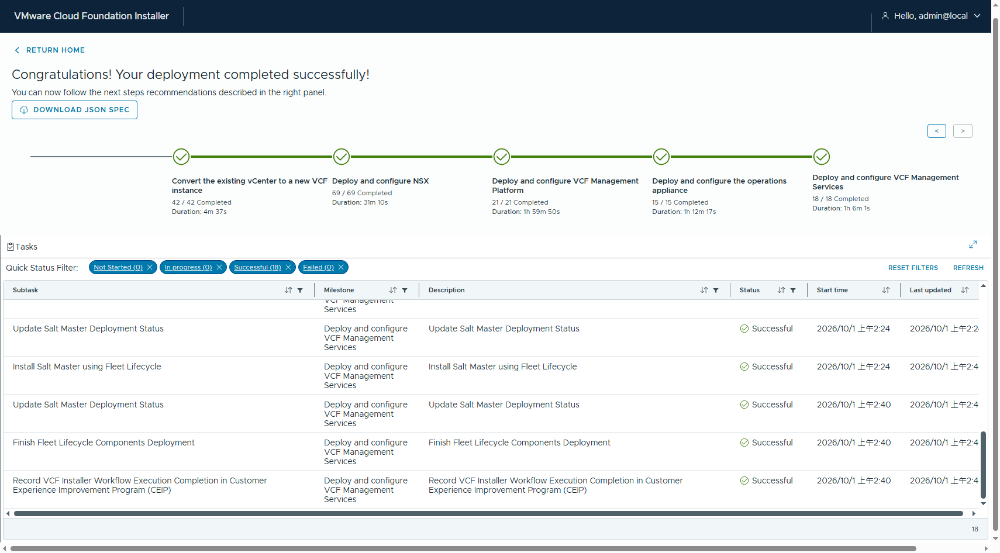 VMware Cloud Foundation Installer
Hello, admin@local
RETURN HOME
Congratulations! Your deployment completed successfully!
You can now follow the next steps recommendations described in the right panel.
DOWNLOAD JSON SPEC
< >
Convert the existing vCenter to a new VCF instance
42 / 42 Completed
Duration: 4m 37s
Deploy and configure NSX
69 / 69 Completed
Duration: 31m 10s
Deploy and configure VCF Management Platform
21 / 21 Completed
Duration: 1h 59m 50s
Deploy and configure the operations appliance
15 / 15 Completed
Duration: 1h 12m 17s
Deploy and configure VCF Management Services
18 / 18 Completed
Duration: 1h 6m 1s
Tasks
Quick Status Filter: Not Started (0) In progress (0) Successful (18) Failed (0) RESET FILTERS REFRESH
Subtask Milestone Description Status Start time Last updated
VCF Management
Services
Update Salt Master Deployment Status Deploy and configure Update Salt Master Deployment Status Successful 2026/10/1 上午2:24 2026/10/1 上午2:2
VCF Management
Services
Install Salt Master using Fleet Lifecycle Deploy and configure Install Salt Master using Fleet Lifecycle Successful 2026/10/1 上午2:24 2026/10/1 上午2:4
VCF Management
Services
Update Salt Master Deployment Status Deploy and configure Update Salt Master Deployment Status Successful 2026/10/1 上午2:40 2026/10/1 上午2:4
VCF Management
Services
Finish Fleet Lifecycle Components Deployment Deploy and configure Finish Fleet Lifecycle Components Deployment Successful 2026/10/1 上午2:40 2026/10/1 上午2:4
VCF Management
Services
Record VCF Installer Workflow Execution Completion in Customer Deploy and configure Record VCF Installer Workflow Execution Completion in Customer Successful 2026/10/1 上午2:40 2026/10/1 上午2:4
Experience Improvement Program (CEIP) VCF Management Experience Improvement Program (CEIP)
Services
18